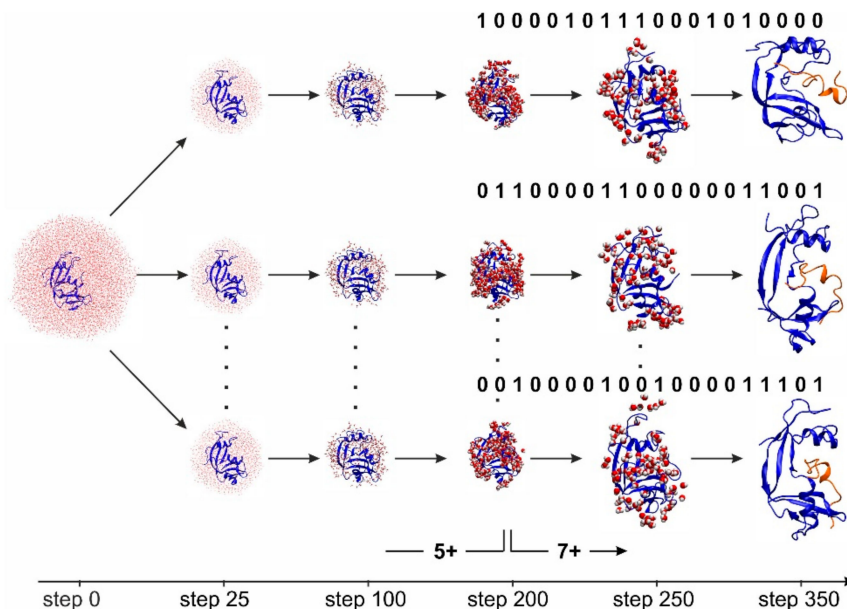 1 0 0 0 0 1 0 1 1 1 0 0 0 1 0 1 0 0 0 0
0 1 1 0 0 0 0 1 1 0 0 0 0 0 0 1 1 0 0 1
0 0 1 0 0 0 0 1 0 0 1 0 0 0 0 1 1 1 0 1
5+ 7+
step 0 step 25 step 100 step 200 step 250 step 350